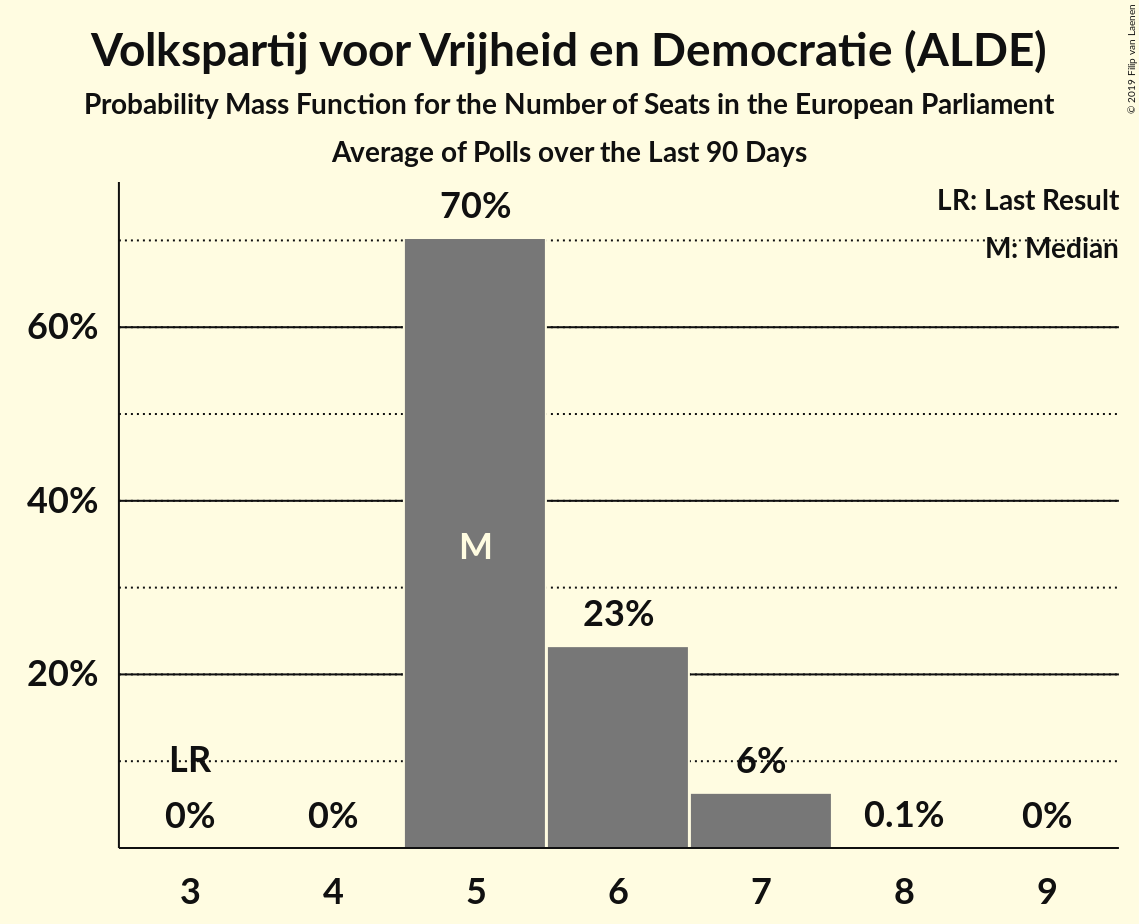 Volkspartij voor Vrijheid en Democratie (ALDE)
Probability Mass Function for the Number of Seats in the European Parliament
Average of Polls over the Last 90 Days
© 2019 Filip van Laenen
LR: Last Result
M: Median
70%
60%
40%
M
23%
20%
LR
6%
0%
0%
0.1%
0%
3
4
5
6
7
8
9